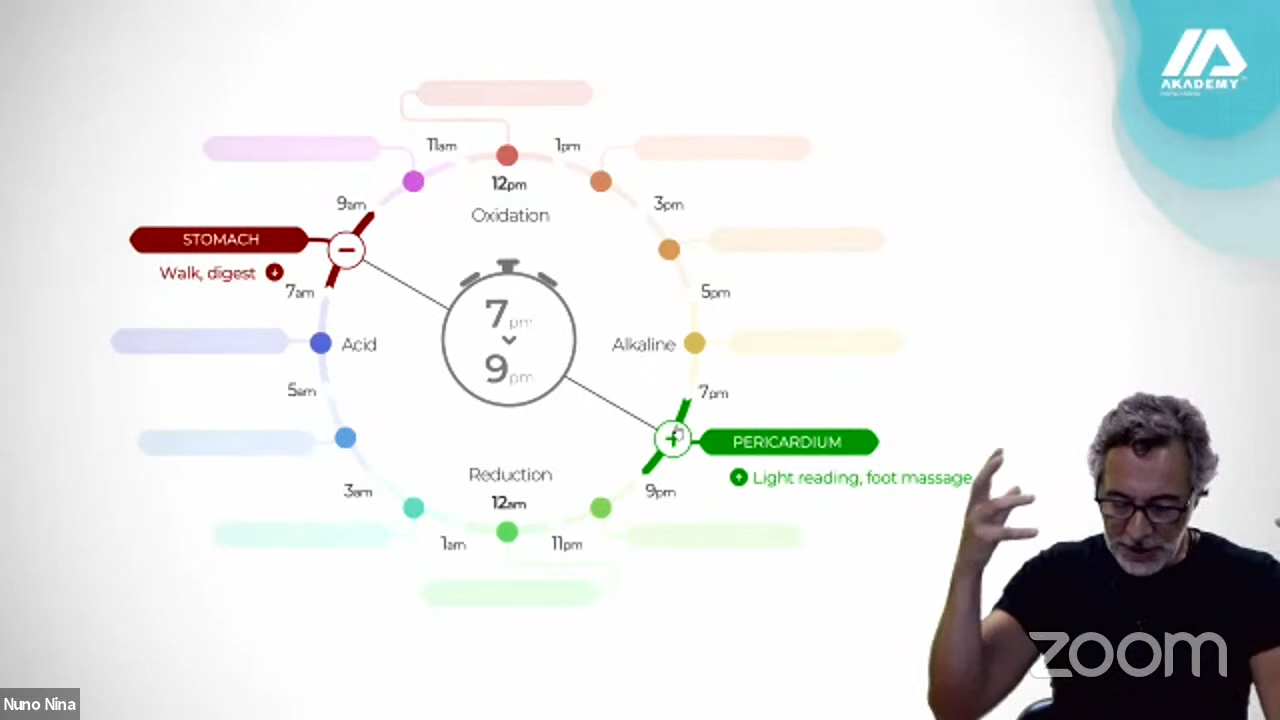 AKADEMY
11am
1pm
12pm
Oxidation
9am
3pm
STOMACH
Walk, digest
7am
5pm
7 pm
9 pm
Acid
Alkaline
5am
7pm
PERICARDIUM
Light reading, foot massage
Reduction
3am
12am
9pm
1am
11pm
zoom
Nuno Nina